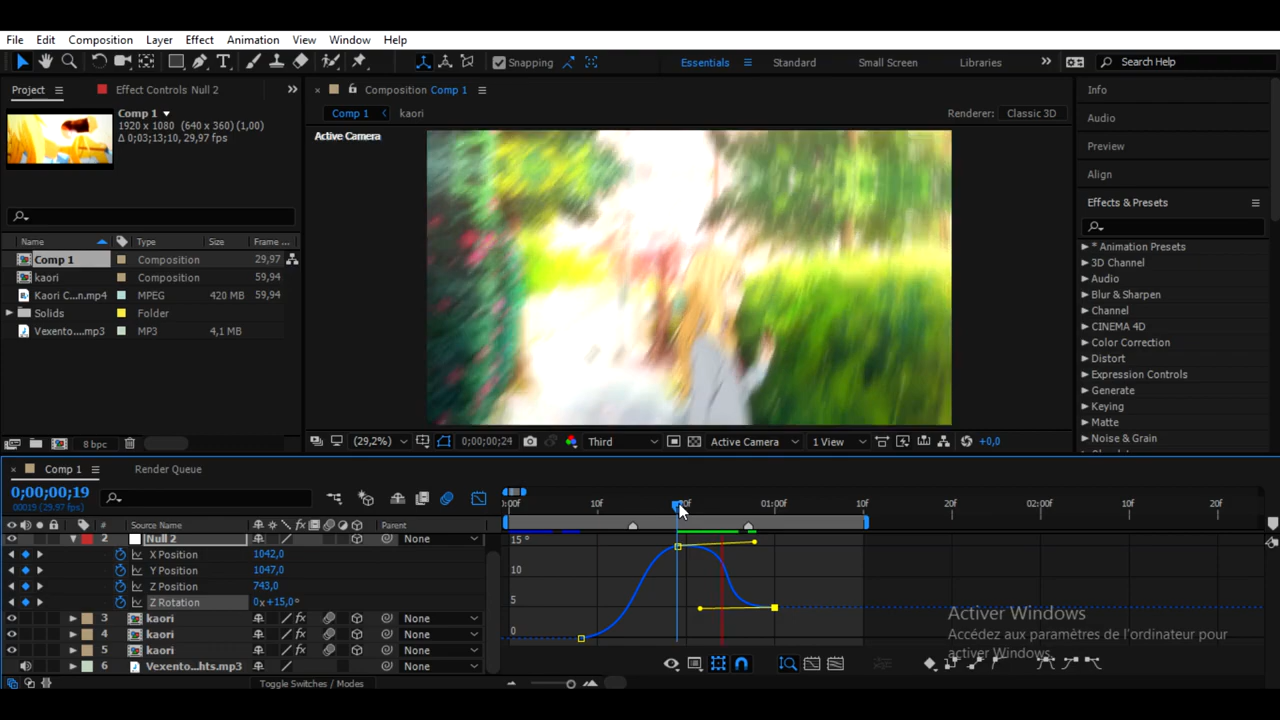 File Edit Composition Layer Effect Animation View Window Help
Snapping Essentials Standard Small Screen Libraries Search Help
Project Effect Controls Null 2
Comp 1
1920 x 1080 (640 x 360) (1,00)
Δ 0;03;13;10, 29,97 fps
Name Type Size Frame ...
Comp 1 Composition 29,97
kaori Composition 59,94
Kaori C...n.mp4 MPEG 420 MB 59,94
Solids Folder
Vexento....mp3 MP3 4,1 MB
8 bpc
Composition Comp 1
Comp 1 kaori Renderer: Classic 3D
Active Camera
(29,2%) 0;00;00;24 Third Active Camera 1 View +0,0
Info
Audio
Preview
Align
Effects & Presets
* Animation Presets
3D Channel
Audio
Blur & Sharpen
Channel
CINEMA 4D
Color Correction
Distort
Expression Controls
Generate
Keying
Matte
Noise & Grain
Comp 1 Render Queue
0;00;00;19
00019 (29.97 fps)
# Source Name Parent
2 Null 2 None
X Position 1042,0
Y Position 1047,0
Z Position 743,0
Z Rotation 0x+15,0°
3 kaori None
4 kaori None
5 kaori None
6 Vexento...hts.mp3 None
Toggle Switches / Modes
:00f 10f 20f 01:00f 10f 20f 02:00f 10f 20f
15 °
10
5
0
Activer Windows
Accédez aux paramètres de l'ordinateur pour
activer Windows.